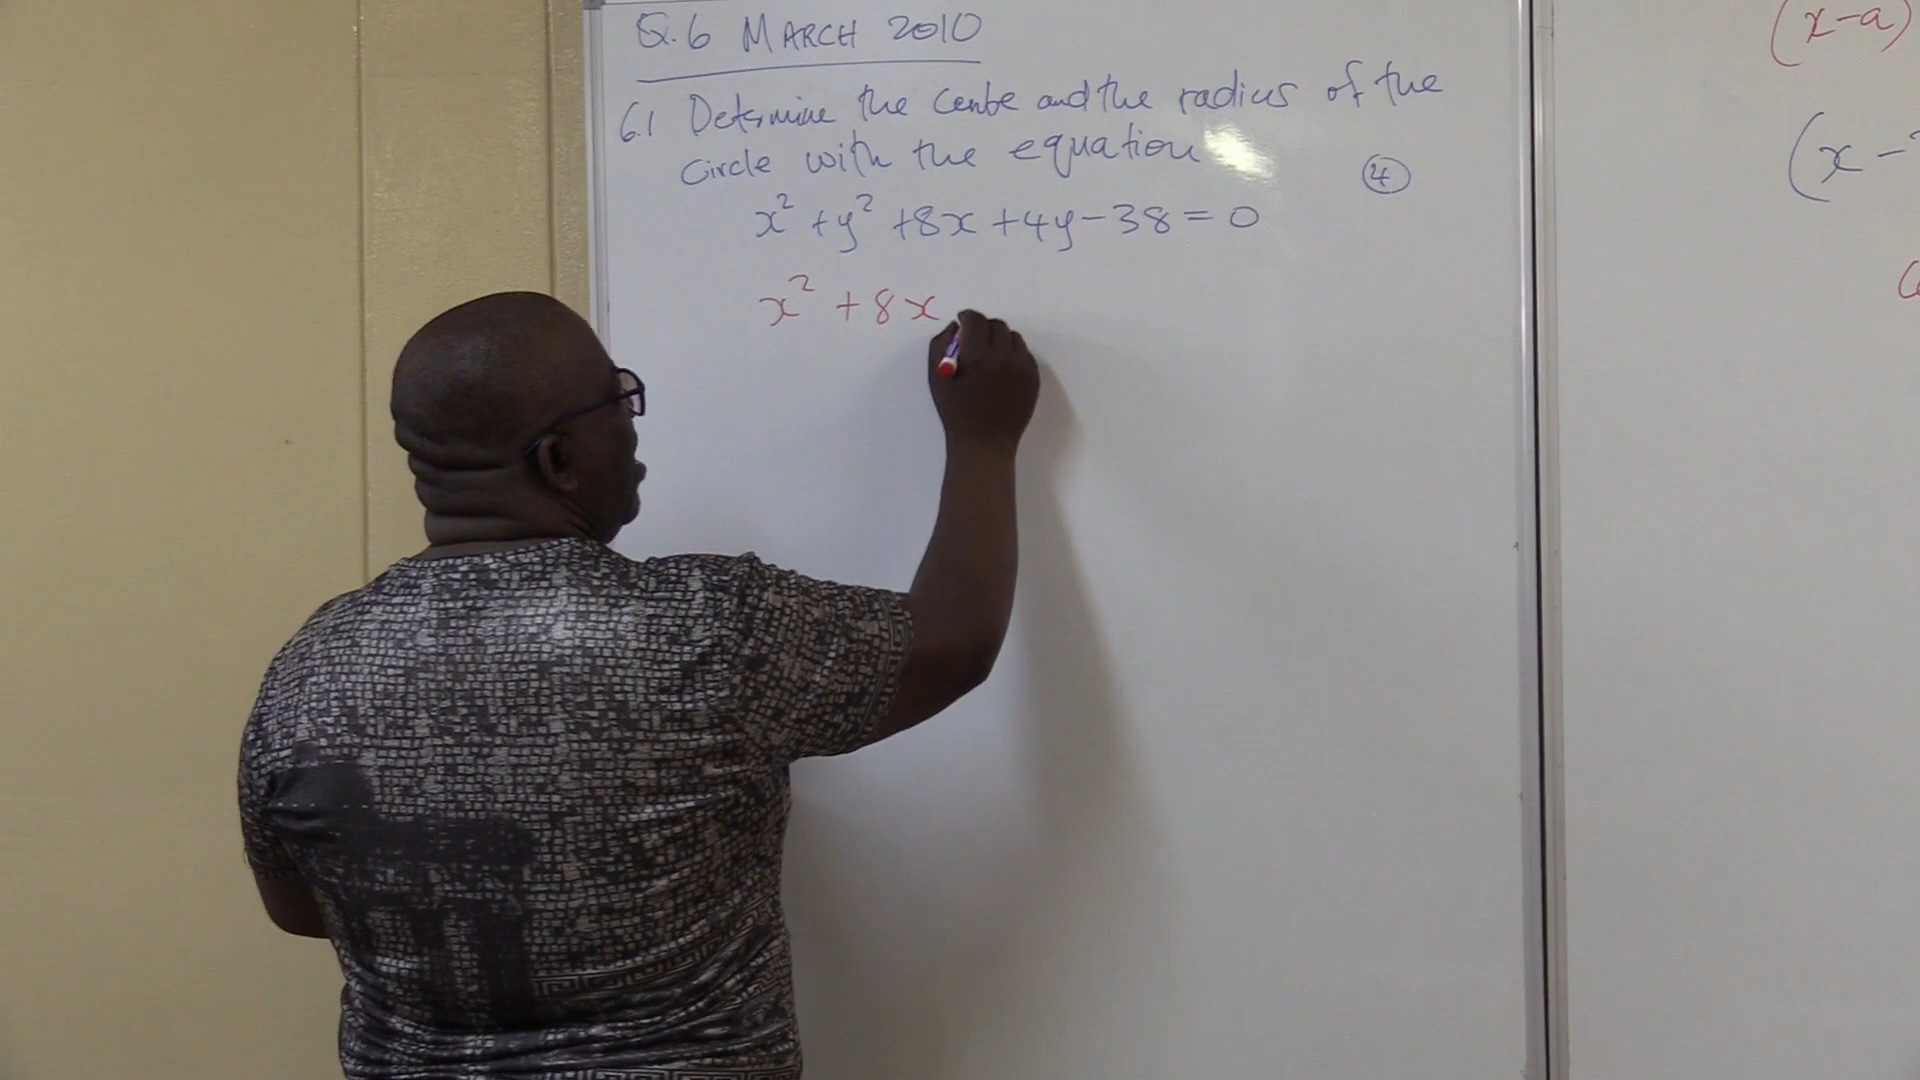 Q.6 MARCH 2010
6.1 Determine the centre and the radius of the
circle with the equation
④
x² + y² + 8x + 4y - 38 = 0
x² + 8x
(x-a)
(x -